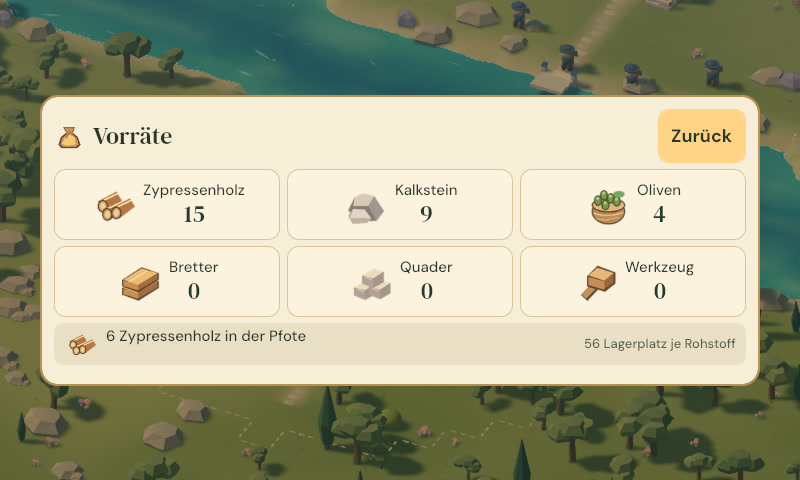 Vorräte
Zurück
Zypressenholz
15
Kalkstein
9
Oliven
4
Bretter
0
Quader
0
Werkzeug
0
6 Zypressenholz in der Pfote
56 Lagerplatz je Rohstoff